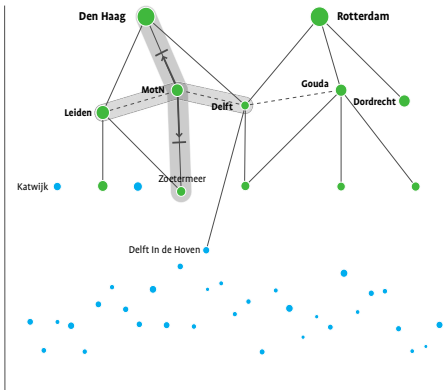 Den Haag
Rotterdam
MotN
Gouda
Delft
Dordrecht
Leiden
Zoetermeer
Katwijk
Delft In de Hoven